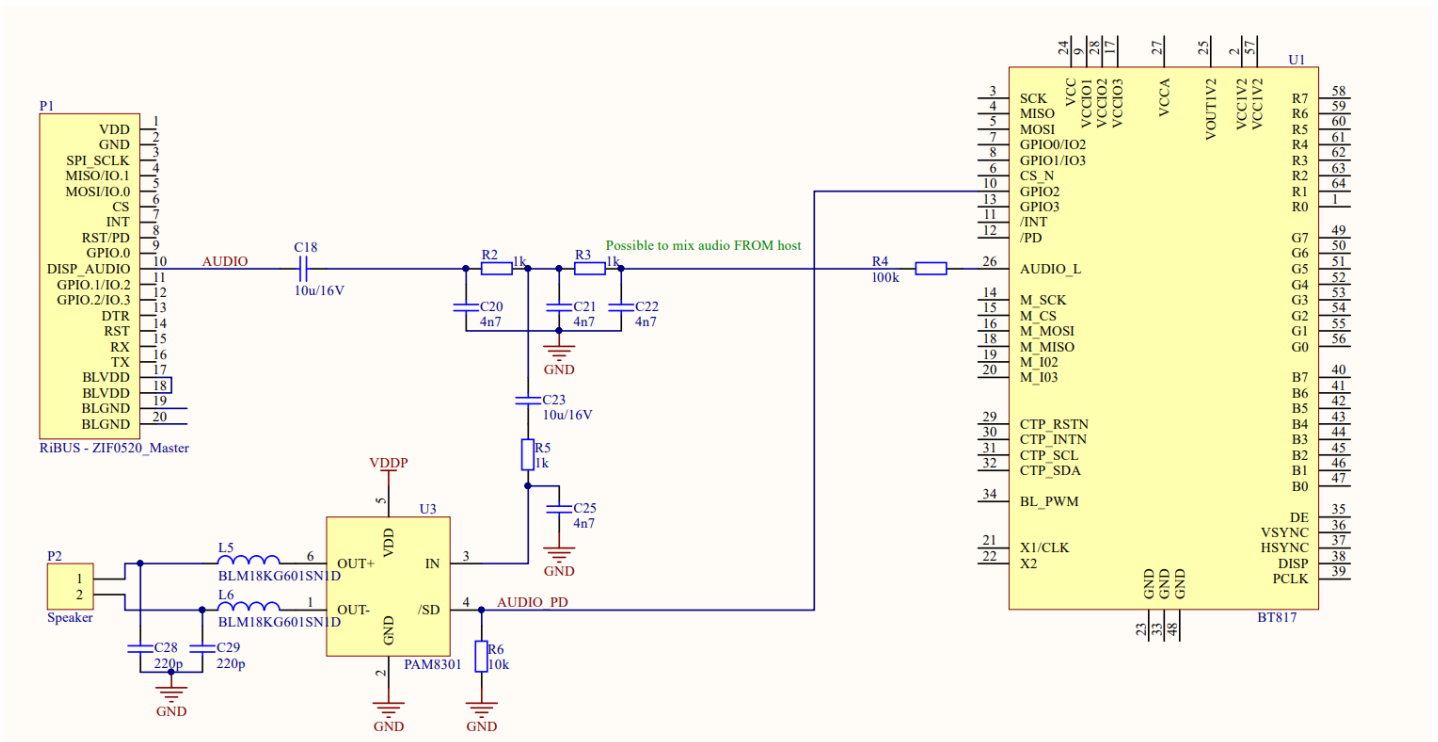 P1
VDD 1
GND 2
SPI_SCLK 3
MISO/IO.1 4
MOSI/IO.0 5
CS 6
INT 7
RST/PD 8
GPIO.0 9
DISP_AUDIO 10
GPIO.1/IO.2 11
GPIO.2/IO.3 12
DTR 13
RST 14
RX 15
TX 16
BLVDD 17
BLVDD 18
BLGND 19
BLGND 20
RiBUS - ZIF0520_Master
AUDIO
C18
10u/16V
R2
1k
R3
1k
Possible to mix audio FROM host
C20
4n7
C21
4n7
C22
4n7
GND
C23
10u/16V
R5
1k
C25
4n7
GND
R4
100k
VDDP
5
U3
VDD
6 OUT+
IN 3
1 OUT-
/SD 4
GND
2
PAM8301
GND
AUDIO_PD
R6
10k
GND
L5
BLM18KG601SN1D
L6
BLM18KG601SN1D
P2
1
2
Speaker
C28
220p
C29
220p
GND
U1
24 VCC
9 VCCIO1
28 VCCIO2
17 VCCIO3
27 VCCA
25 VOUT1V2
2 VCC1V2
57 VCC1V2
3 SCK
4 MISO
5 MOSI
7 GPIO0/IO2
8 GPIO1/IO3
6 CS_N
10 GPIO2
13 GPIO3
11 /INT
12 /PD
26 AUDIO_L
14 M_SCK
15 M_CS
16 M_MOSI
18 M_MISO
19 M_I02
20 M_I03
29 CTP_RSTN
30 CTP_INTN
31 CTP_SCL
32 CTP_SDA
34 BL_PWM
21 X1/CLK
22 X2
R7 58
R6 59
R5 60
R4 61
R3 62
R2 63
R1 64
R0 1
G7 49
G6 50
G5 51
G4 52
G3 53
G2 54
G1 55
G0 56
B7 40
B6 41
B5 42
B4 43
B3 44
B2 45
B1 46
B0 47
DE 35
VSYNC 36
HSYNC 37
DISP 38
PCLK 39
GND 23
GND 33
GND 48
BT817